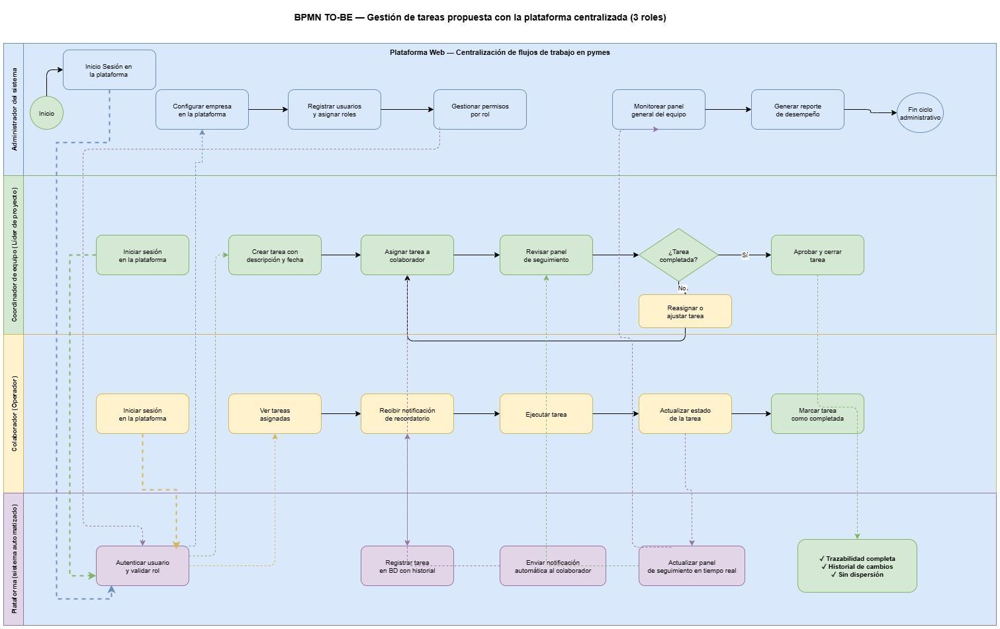 BPMN TO-BE — Gestión de tareas propuesta con la plataforma centralizada (3 roles)
Plataforma Web — Centralización de flujos de trabajo en pymes
Administrador del sistema
Inicio
Inicio Sesión en
la plataforma
Configurar empresa
en la plataforma
Registrar usuarios
y asignar roles
Gestionar permisos
por rol
Monitorear panel
general del equipo
Generar reporte
de desempeño
Fin ciclo
administrativo
Coordinador de equipo (Líder de proyecto)
Iniciar sesión
en la plataforma
Crear tarea con
descripción y fecha
Asignar tarea a
colaborador
Revisar panel
de seguimiento
¿Tarea
completada?
Sí
Aprobar y cerrar
tarea
No
Reasignar o
ajustar tarea
Colaborador (Operador)
Iniciar sesión
en la plataforma
Ver tareas
asignadas
Recibir notificación
de recordatorio
Ejecutar tarea
Actualizar estado
de la tarea
Marcar tarea
como completada
Plataforma (sistema automatizado)
Autenticar usuario
y validar rol
Registrar tarea
en BD con historial
Enviar notificación
automática al colaborador
Actualizar panel
de seguimiento en tiempo real
✓ Trazabilidad completa
✓ Historial de cambios
✓ Sin dispersión